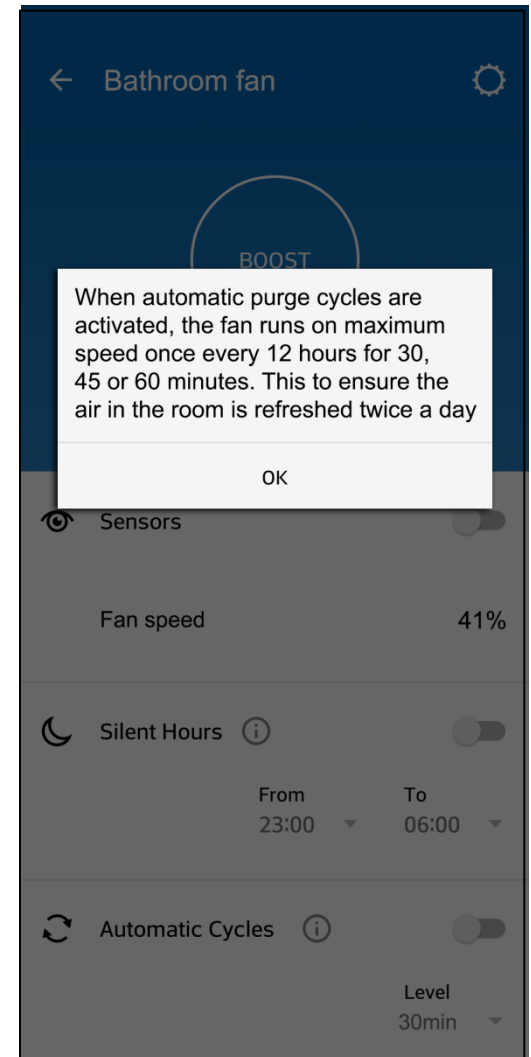 Bathroom fan
BOOST
When automatic purge cycles are
activated, the fan runs on maximum
speed once every 12 hours for 30,
45 or 60 minutes. This to ensure the
air in the room is refreshed twice a day
OK
Sensors
Fan speed 41%
Silent Hours
From To
23:00 06:00
Automatic Cycles
Level
30min